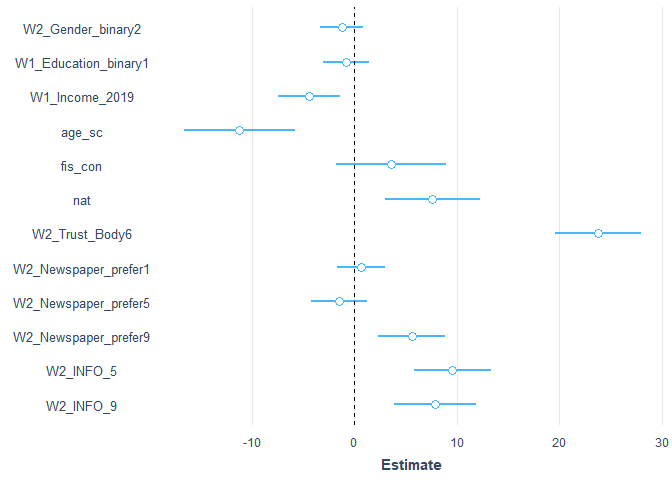 W2_Gender_binary2
W1_Education_binary1
W1_Income_2019
age_sc
fis_con
nat
W2_Trust_Body6
W2_Newspaper_prefer1
W2_Newspaper_prefer5
W2_Newspaper_prefer9
W2_INFO_5
W2_INFO_9
-10 0 10 20 30
Estimate